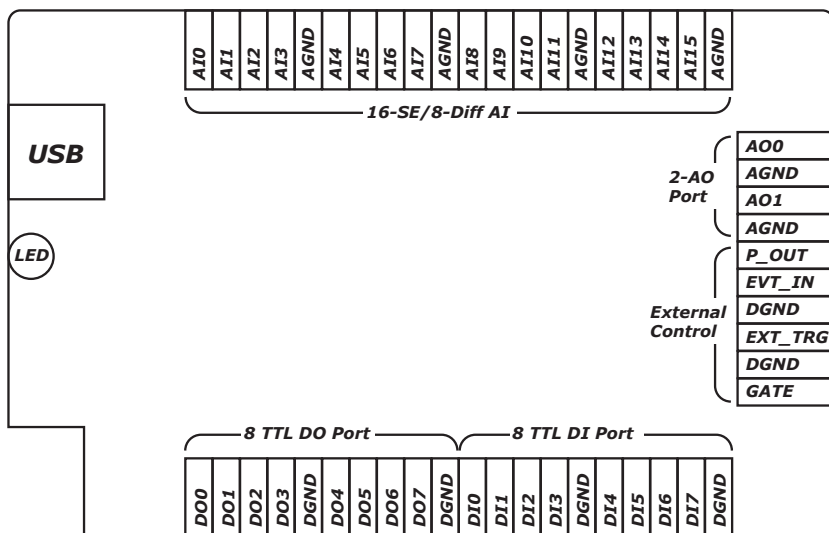 AI0 AI1 AI2 AI3 AGND AI4 AI5 AI6 AI7 AGND AI8 AI9 AI10 AI11 AGND AI12 AI13 AI14 AI15 AGND
16-SE/8-Diff AI
USB
LED
2-AO
Port
AO0
AGND
AO1
AGND
External
Control
P_OUT
EVT_IN
DGND
EXT_TRG
DGND
GATE
8 TTL DO Port
8 TTL DI Port
DO0 DO1 DO2 DO3 DGND DO4 DO5 DO6 DO7 DGND DI0 DI1 DI2 DI3 DGND DI4 DI5 DI6 DI7 DGND